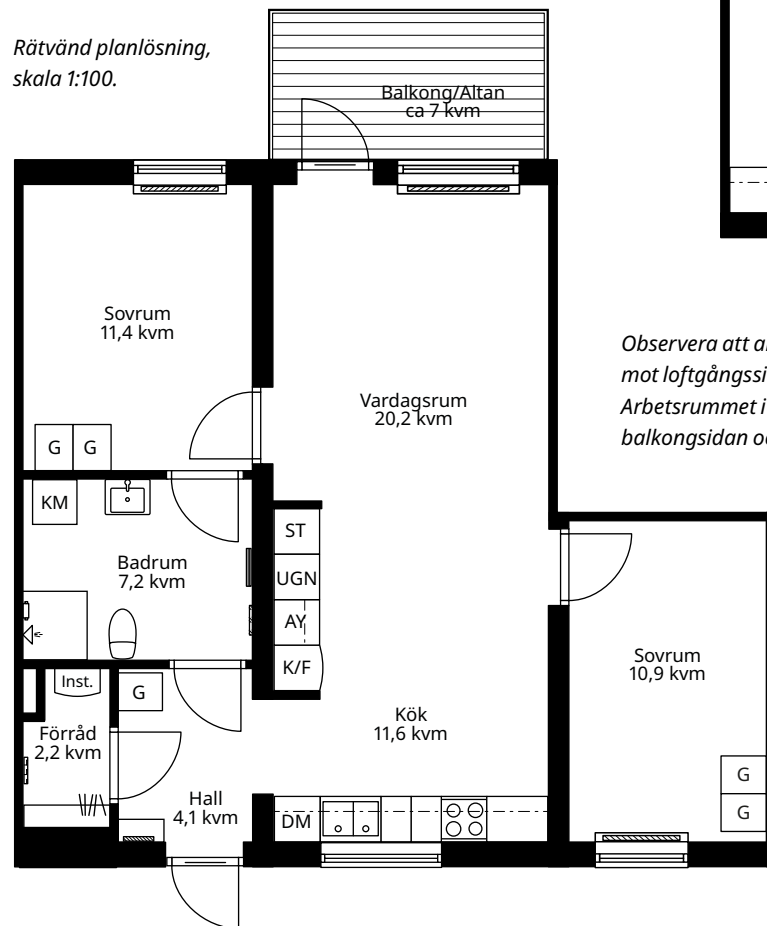 Rätvänd planlösning,
skala 1:100.
Balkong/Altan
ca 7 kvm
Sovrum
11,4 kvm
Vardagsrum
20,2 kvm
Observera att
mot loftgångssi
Arbetsrummet i
balkongsidan
G G
KM
ST
Badrum
7,2 kvm
UGN
AY
K/F
Sovrum
10,9 kvm
Inst.
G
Förråd
2,2 kvm
Kök
11,6 kvm
Hall
4,1 kvm
DM
G
G